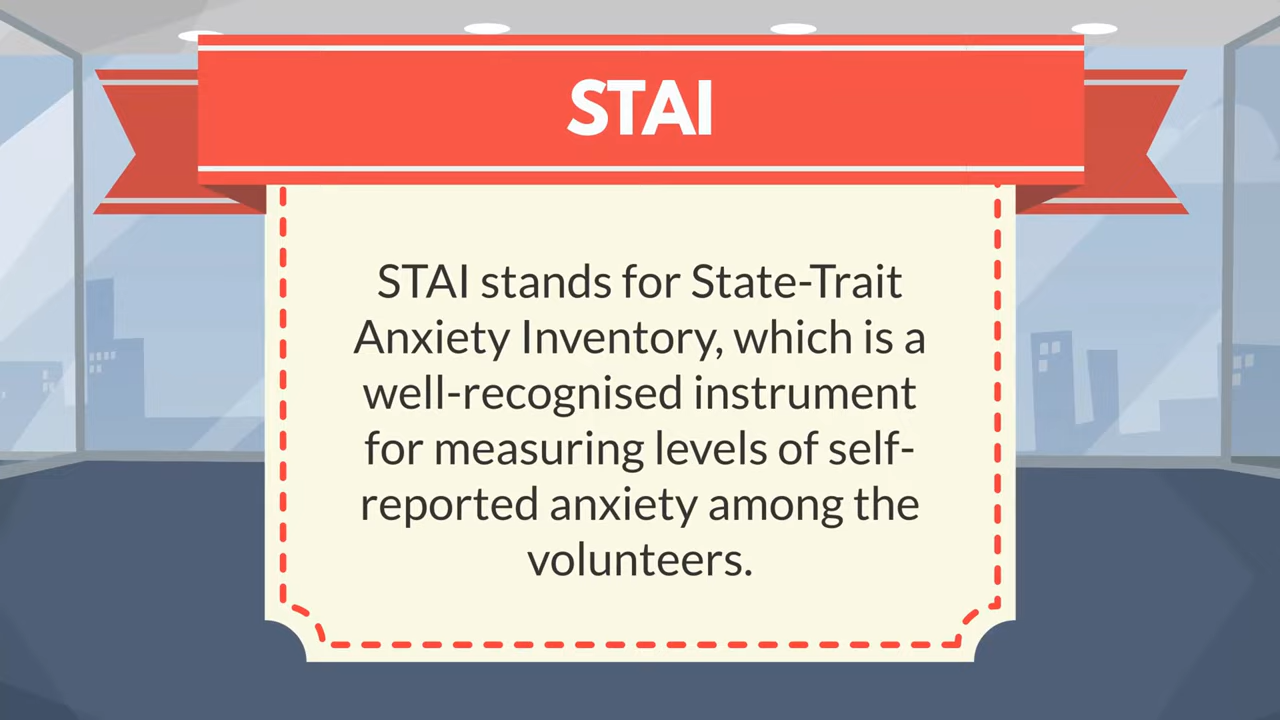 STAI
STAI stands for State-Trait
Anxiety Inventory, which is a
well-recognised instrument
for measuring levels of self-
reported anxiety among the
volunteers.